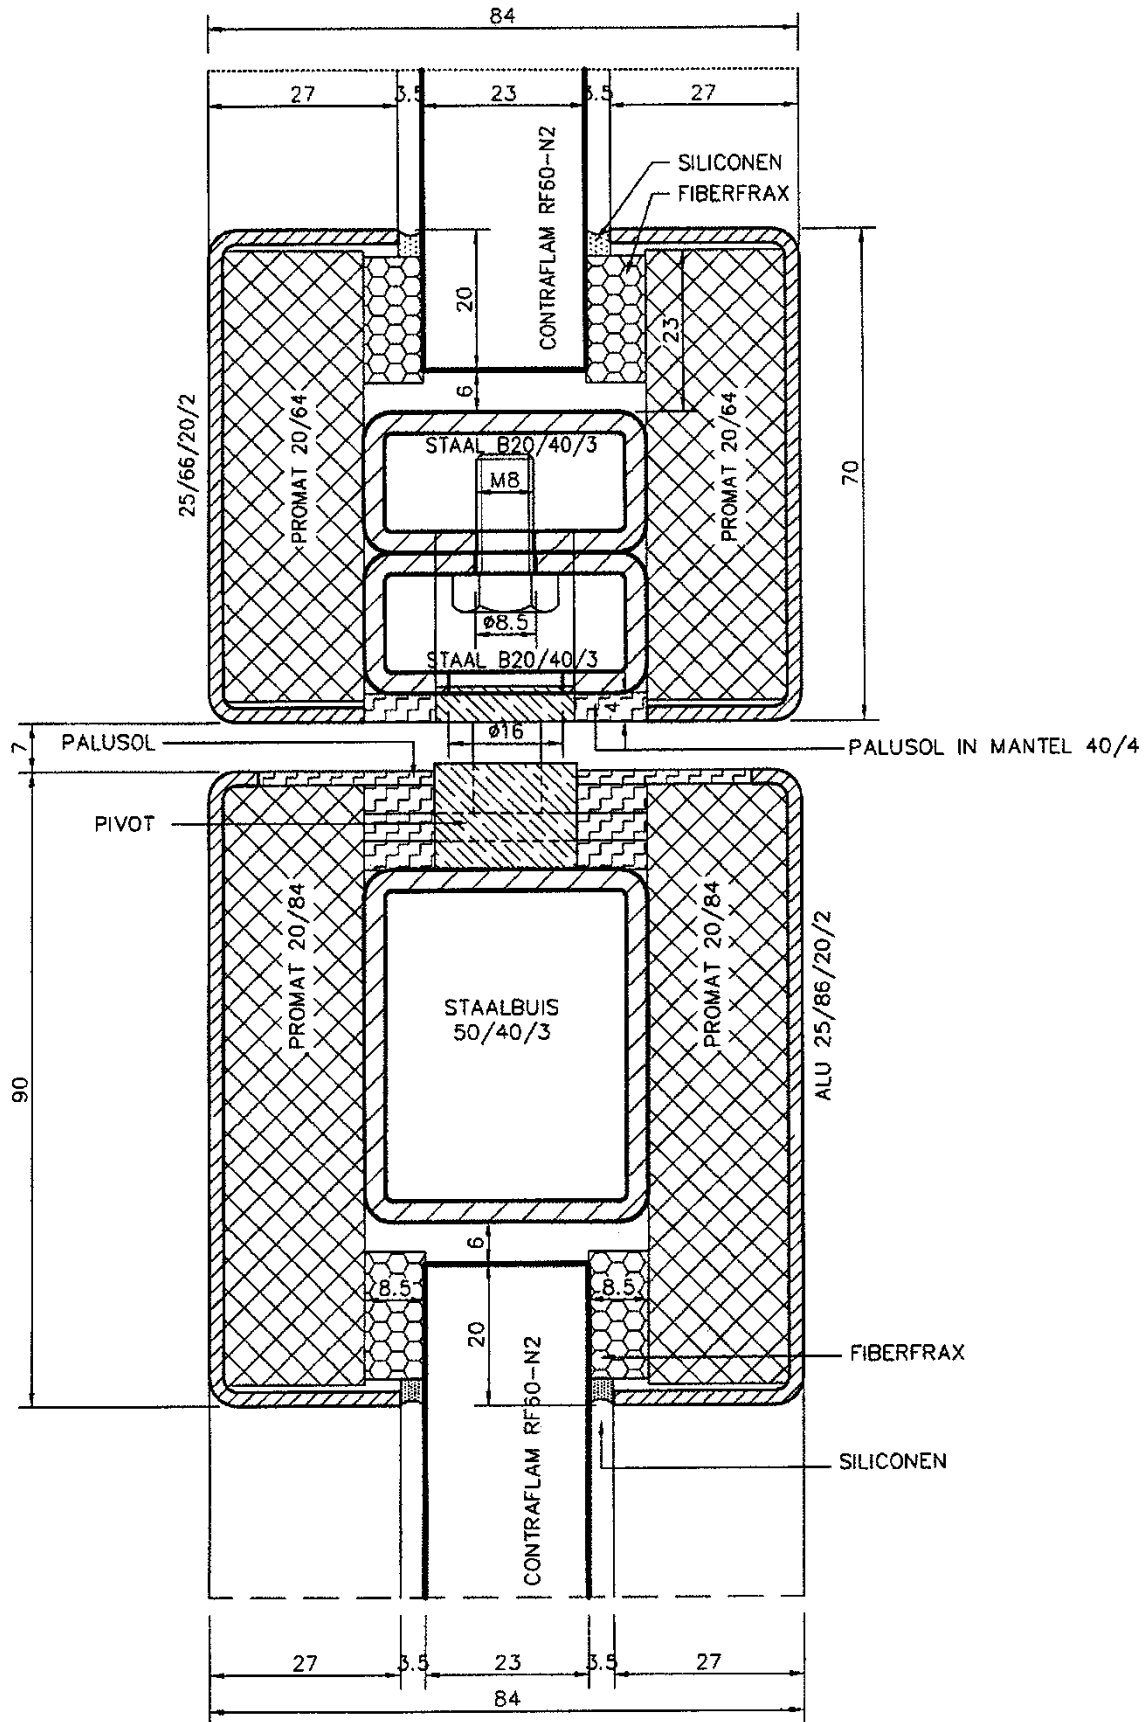 84
27
3.5
23
3.5
27
CONTRAFLAM RF60-N2
SILICONEN
FIBERFRAX
20
23
6
25/66/20/2
PROMAT 20/64
STAAL B20/40/3
M8
PROMAT 20/64
70
ø8.5
STAAL B20/40/3
4
7
PALUSOL
ø16
PALUSOL IN MANTEL 40/4
PIVOT
PROMAT 20/84
PROMAT 20/84
ALU 25/86/20/2
STAALBUIS
50/40/3
90
6
8.5
8.5
20
FIBERFRAX
CONTRAFLAM RF60-N2
SILICONEN
27
3.5
23
3.5
27
84